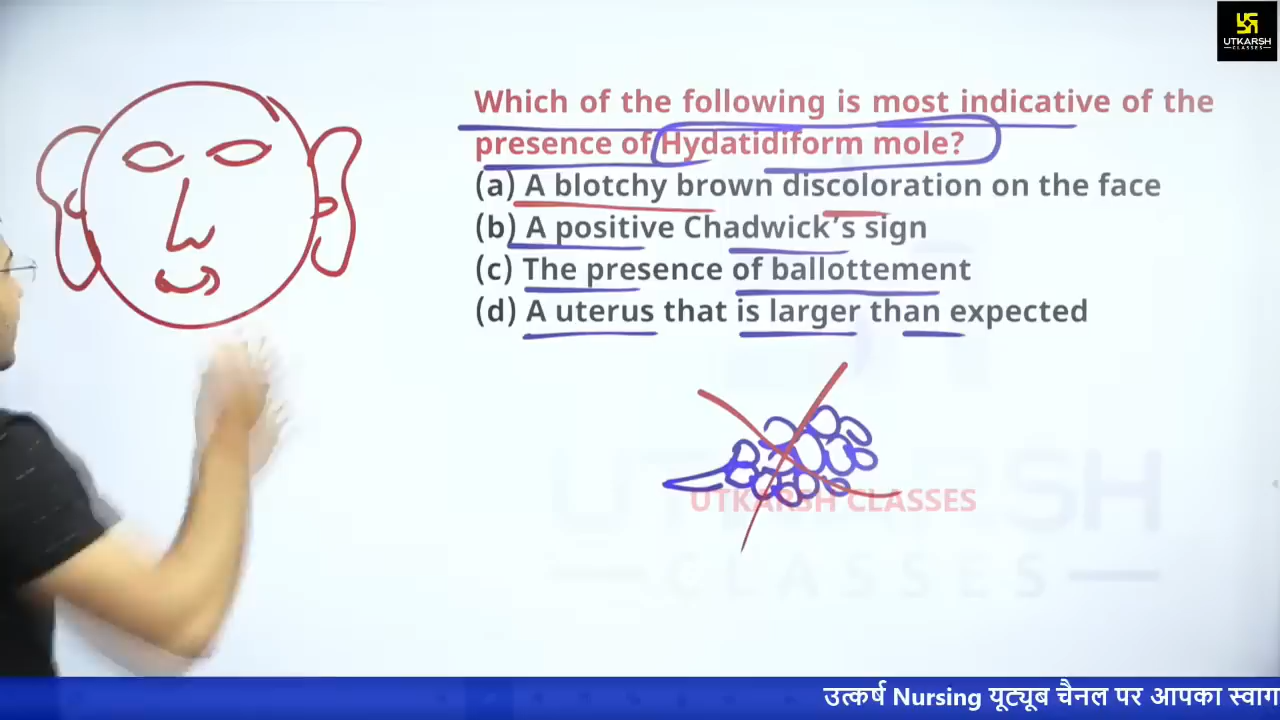 UTKARSH
CLASSES
Which of the following is most indicative of the
presence of Hydatidiform mole?
(a) A blotchy brown discoloration on the face
(b) A positive Chadwick’s sign
(c) The presence of ballottement
(d) A uterus that is larger than expected
UTKARSH CLASSES
UTKARSH
CLASSES
उत्कर्ष Nursing यूट्यूब चैनल पर आपका स्वाग